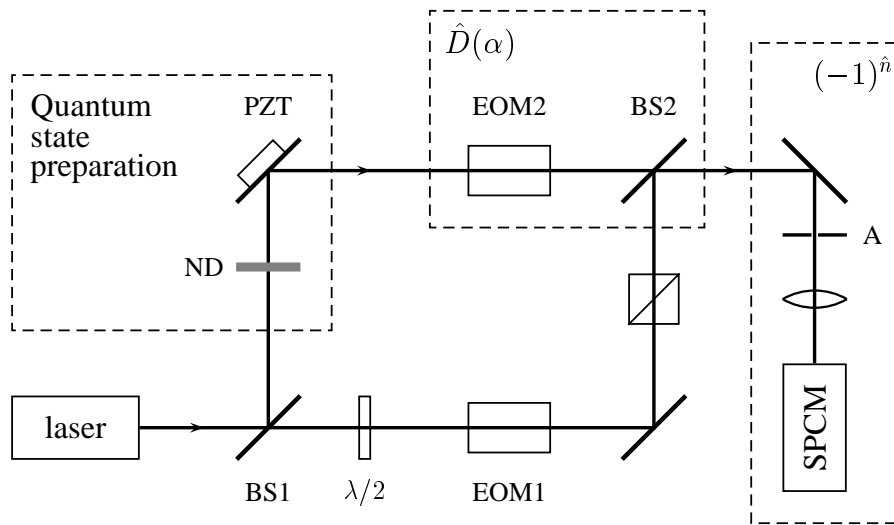 D̂(α)
(−1)^n̂
Quantum
state
preparation
PZT
EOM2
BS2
A
ND
laser
SPCM
BS1
λ/2
EOM1